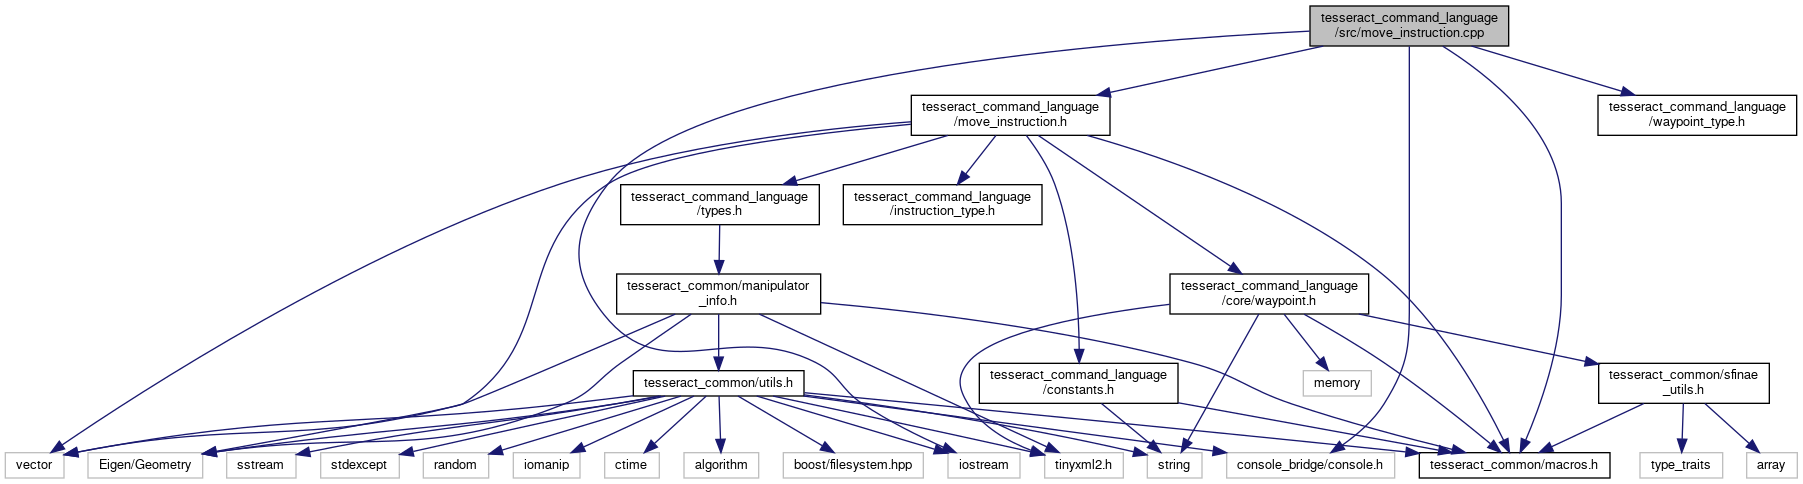 tesseract_command_language
/src/move_instruction.cpp
tesseract_command_language
/move_instruction.h
tesseract_command_language
/waypoint_type.h
tesseract_command_language
/types.h
tesseract_command_language
/instruction_type.h
tesseract_common/manipulator
_info.h
tesseract_command_language
/core/waypoint.h
tesseract_common/utils.h
tesseract_command_language
/constants.h
memory
tesseract_common/sfinae
_utils.h
vector
Eigen/Geometry
sstream
stdexcept
random
iomanip
ctime
algorithm
boost/filesystem.hpp
iostream
tinyxml2.h
string
console_bridge/console.h
tesseract_common/macros.h
type_traits
array